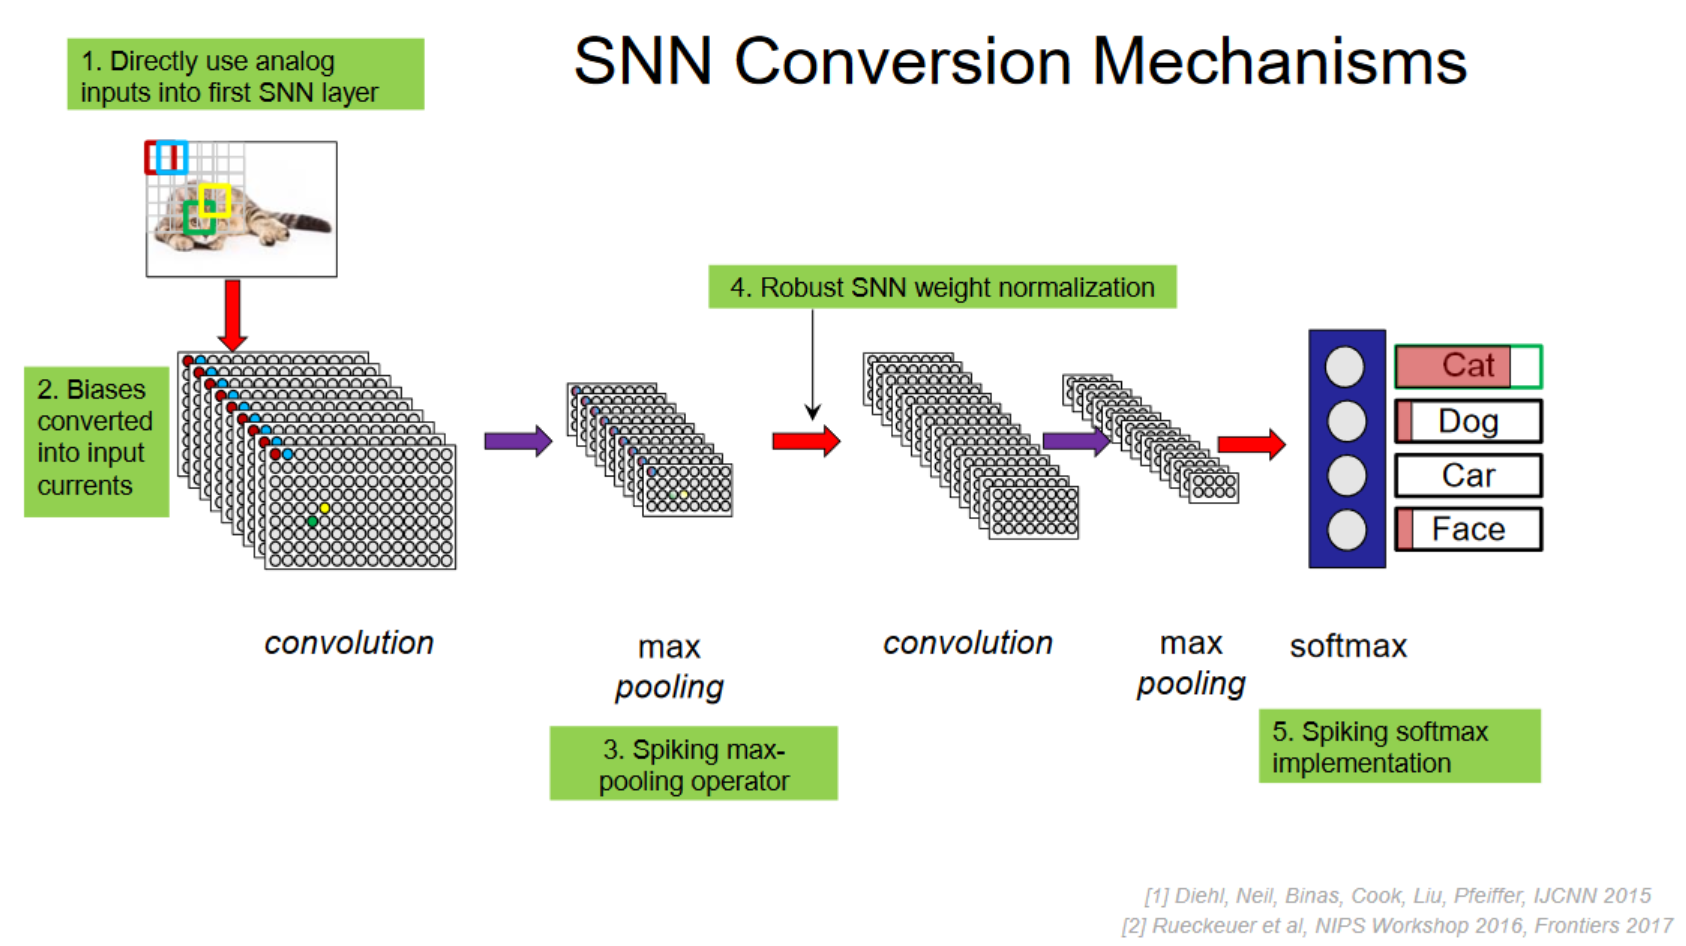 SNN Conversion Mechanisms
1. Directly use analog
inputs into first SNN layer
2. Biases
converted
into input
currents
4. Robust SNN weight normalization
Cat
Dog
Car
Face
convolution
max
pooling
convolution
max
pooling
softmax
3. Spiking max-
pooling operator
5. Spiking softmax
implementation
[1] Diehl, Neil, Binas, Cook, Liu, Pfeiffer, IJCNN 2015
[2] Rueckeuer et al, NIPS Workshop 2016, Frontiers 2017